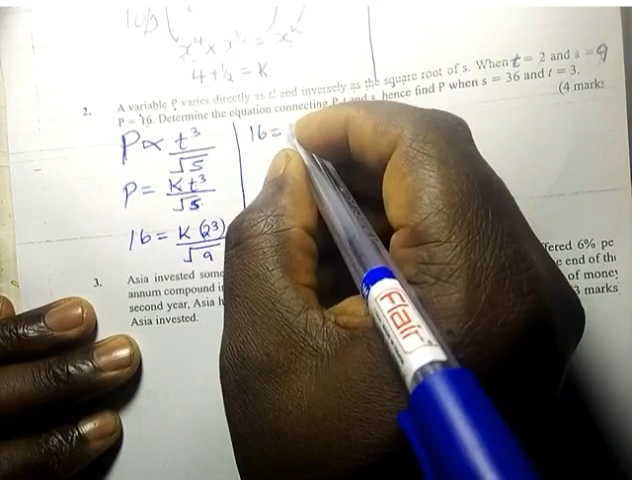 x⁴ × x^½ = x^k
4 + ½ = K
2. A variable P varies directly as t³ and inversely as the square root of s. When t = 2 and s = 9
P = 16. Determine the equation connecting P, t and s, hence find P when s = 36 and t = 3.
(4 marks
P ∝ t³/√s
P = Kt³/√s
16 = K(2³)/√9
16 =
3. Asia invested som
annum compound i
second year, Asia
Asia invested.
fered 6% pe
e end of th
of money
3 marks
Flair